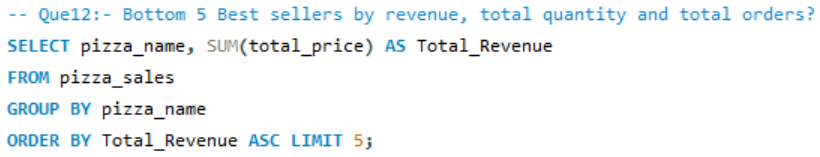 -- Que12:- Bottom 5 Best sellers by revenue, total quantity and total orders?
SELECT pizza_name, SUM(total_price) AS Total_Revenue
FROM pizza_sales
GROUP BY pizza_name
ORDER BY Total_Revenue ASC LIMIT 5;